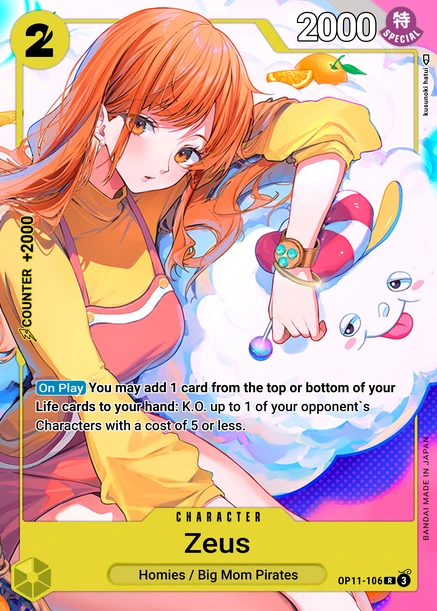 2
2000
特
SPECIAL
kusunoki hatui
COUNTER +2000
On Play You may add 1 card from the top or bottom of your
Life cards to your hand: K.O. up to 1 of your opponent`s
Characters with a cost of 5 or less.
BANDAI MADE IN JAPAN
CHARACTER
Zeus
Homies / Big Mom Pirates
OP11-106 R 3